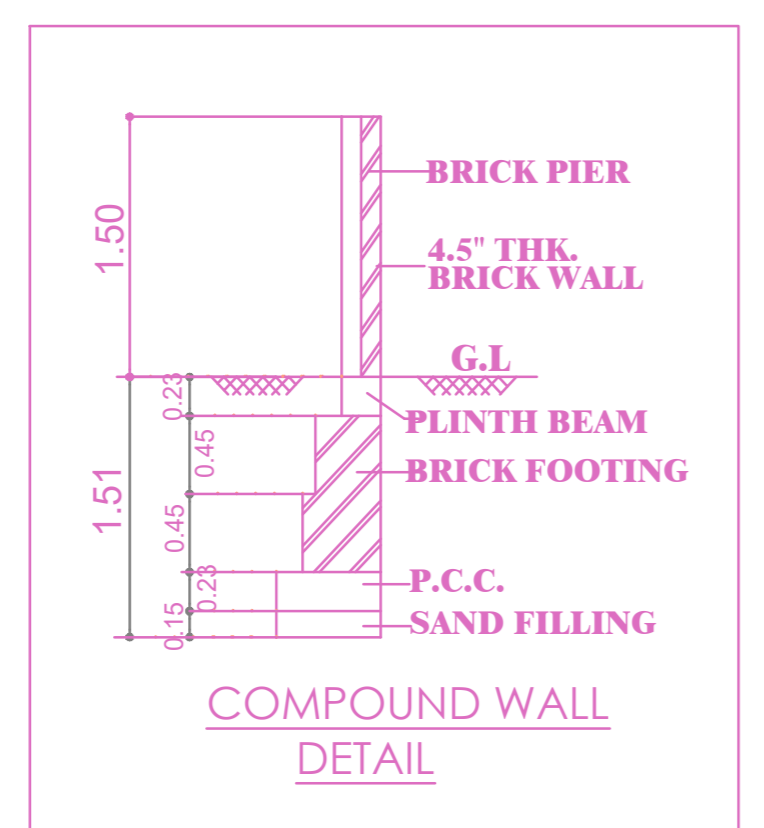 BRICK PIER
1.50
4.5" THK.
BRICK WALL
G.L
0.23
PLINTH BEAM
0.45
BRICK FOOTING
1.51
0.45
0.23
P.C.C.
0.15
SAND FILLING
COMPOUND WALL
DETAIL